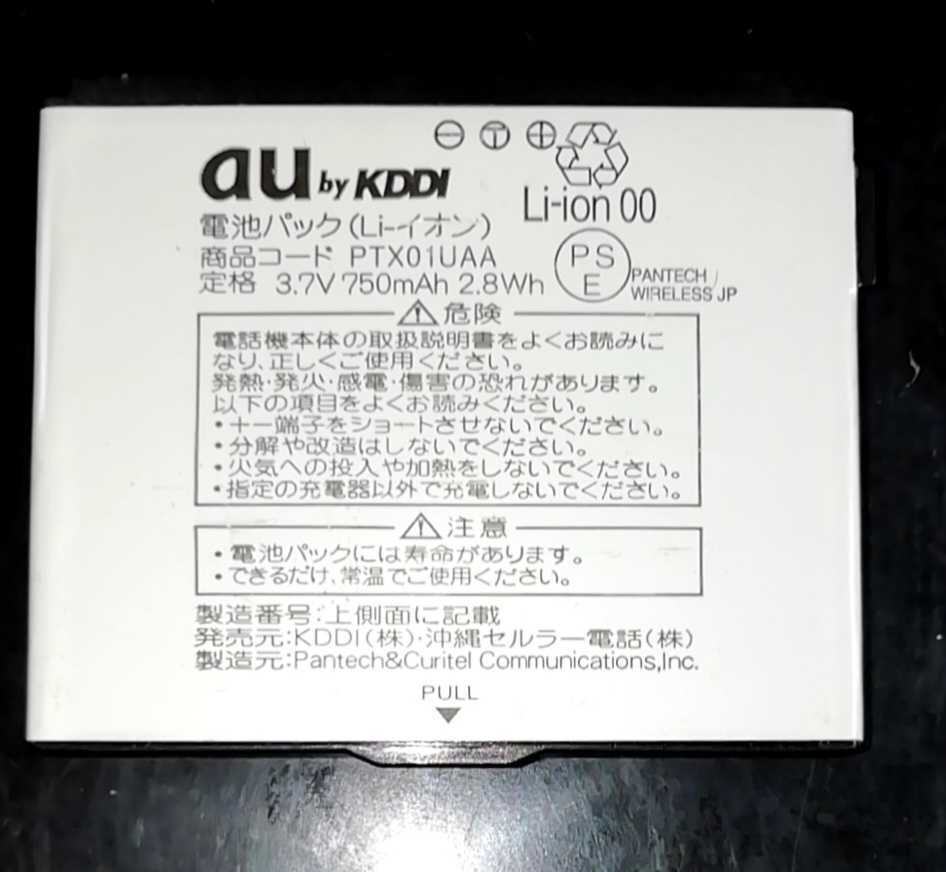 ⊖ Ⓣ ⊕
au by KDDI
Li-ion 00
電池パック(Li-イオン)
商品コード PTX01UAA
定格 3.7V 750mAh 2.8Wh
PS
E
PANTECH
WIRELESS JP
⚠危険
電話機本体の取扱説明書をよくお読みに
なり、正しくご使用ください。
発熱・発火・感電・傷害の恐れがあります。
以下の項目をよくお読みください。
・+−端子をショートさせないでください。
・分解や改造はしないでください。
・火気への投入や加熱をしないでください。
・指定の充電器以外で充電しないでください。
⚠注意
・電池パックには寿命があります。
・できるだけ、常温でご使用ください。
製造番号:上側面に記載
発売元:KDDI(株)・沖縄セルラー電話(株)
製造元:Pantech&Curitel Communications,Inc.
PULL
▼